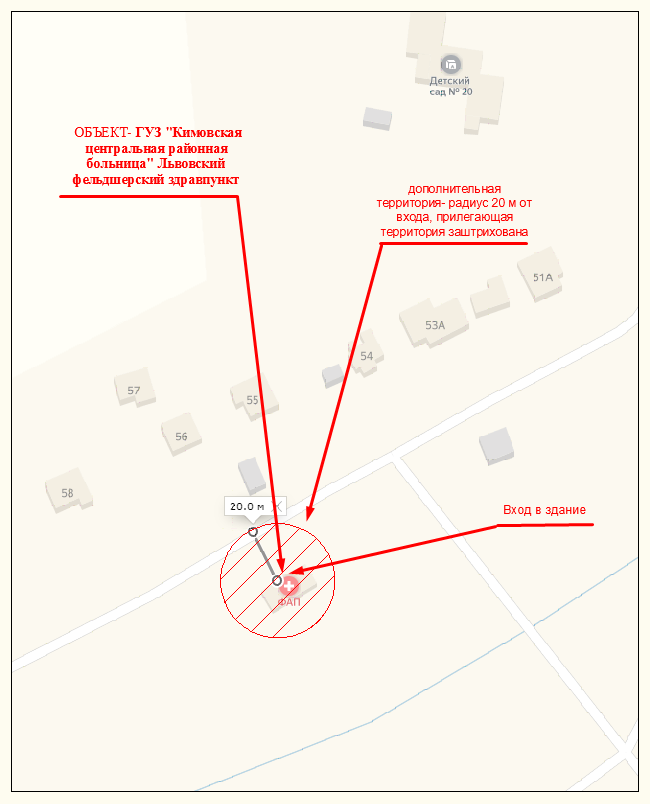 Детский
сад № 20
ОБЪЕКТ- ГУЗ "Кимовская
центральная районная
больница" Львовский
фельдшерский здравпункт
дополнительная
территория- радиус 20 м от
входа, прилегающая
территория заштрихована
51А
53А
54
57
55
56
58
20.0 м
Вход в здание
ФАП